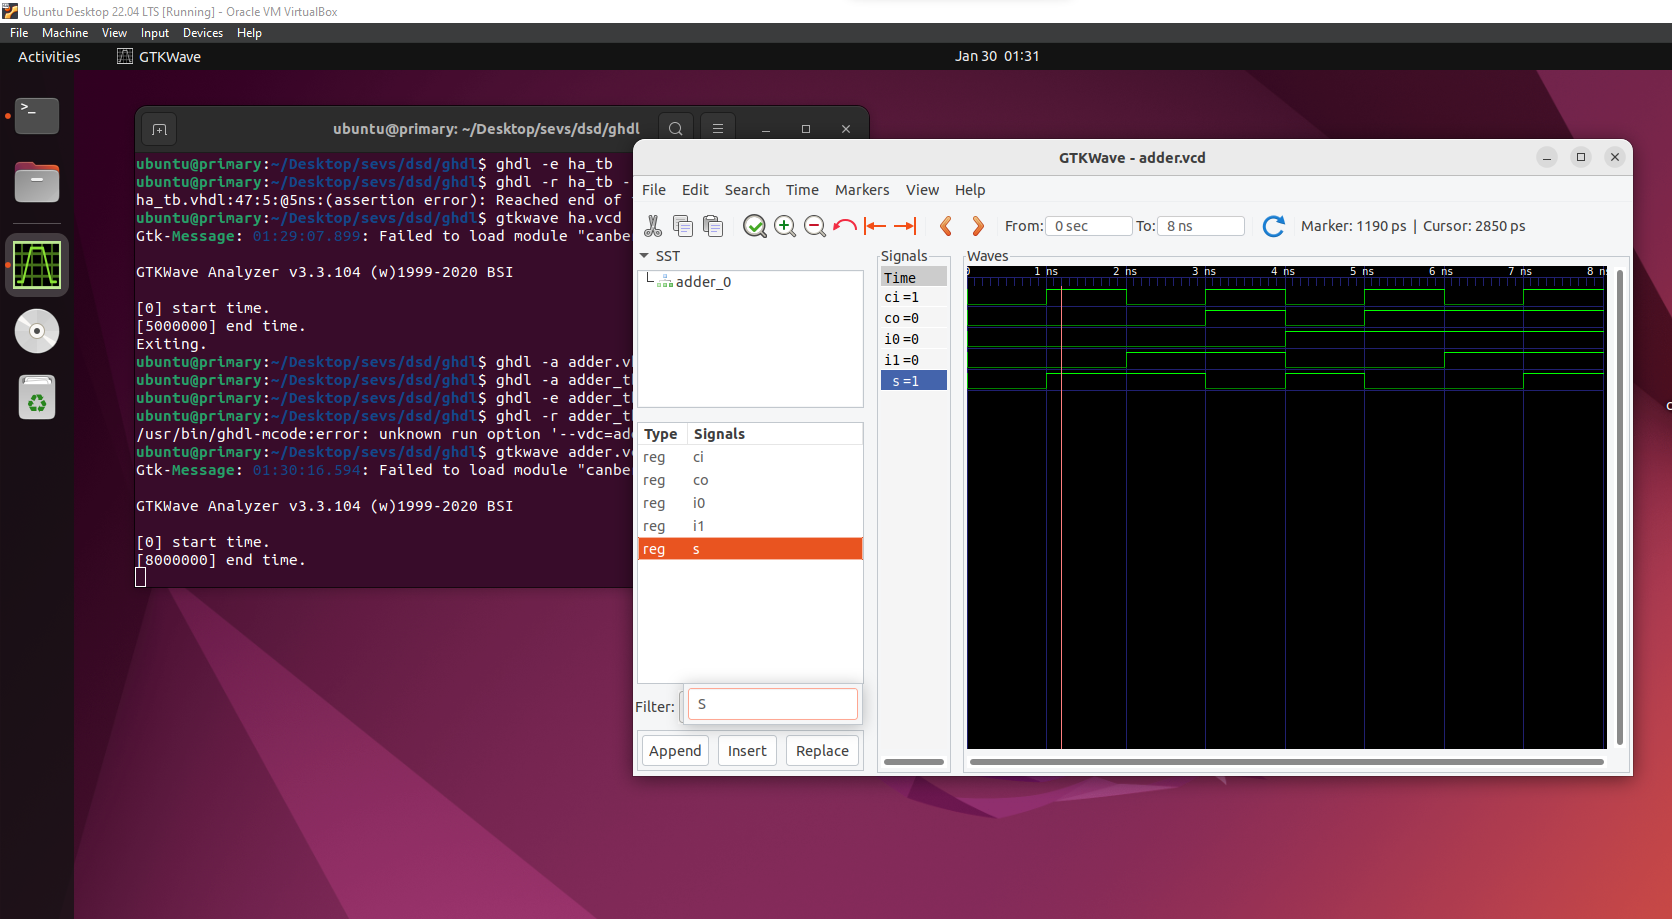 Ubuntu Desktop 22.04 LTS [Running] - Oracle VM VirtualBox
File Machine View Input Devices Help
Activities GTKWave Jan 30 01:31
ubuntu@primary: ~/Desktop/sevs/dsd/ghdl
ubuntu@primary:~/Desktop/sevs/dsd/ghdl$ ghdl -e ha_tb
ubuntu@primary:~/Desktop/sevs/dsd/ghdl$ ghdl -r ha_tb -
ha_tb.vhdl:47:5:@5ns:(assertion error): Reached end of
ubuntu@primary:~/Desktop/sevs/dsd/ghdl$ gtkwave ha.vcd
Gtk-Message: 01:29:07.899: Failed to load module "canbe
GTKWave Analyzer v3.3.104 (w)1999-2020 BSI
[0] start time.
[5000000] end time.
Exiting.
ubuntu@primary:~/Desktop/sevs/dsd/ghdl$ ghdl -a adder.v
ubuntu@primary:~/Desktop/sevs/dsd/ghdl$ ghdl -a adder_t
ubuntu@primary:~/Desktop/sevs/dsd/ghdl$ ghdl -e adder_t
ubuntu@primary:~/Desktop/sevs/dsd/ghdl$ ghdl -r adder_t
/usr/bin/ghdl-mcode:error: unknown run option '--vdc=ad
ubuntu@primary:~/Desktop/sevs/dsd/ghdl$ gtkwave adder.v
Gtk-Message: 01:30:16.594: Failed to load module "canbe
GTKWave Analyzer v3.3.104 (w)1999-2020 BSI
[0] start time.
[8000000] end time.
GTKWave - adder.vcd
File Edit Search Time Markers View Help
From: 0 sec To: 8 ns Marker: 1190 ps | Cursor: 2850 ps
SST
adder_0
Type Signals
reg ci
reg co
reg i0
reg i1
reg s
Filter: S
Append Insert Replace
Signals
Time
ci=1
co=0
i0=0
i1=0
s=1
Waves
0 1 ns 2 ns 3 ns 4 ns 5 ns 6 ns 7 ns 8 ns